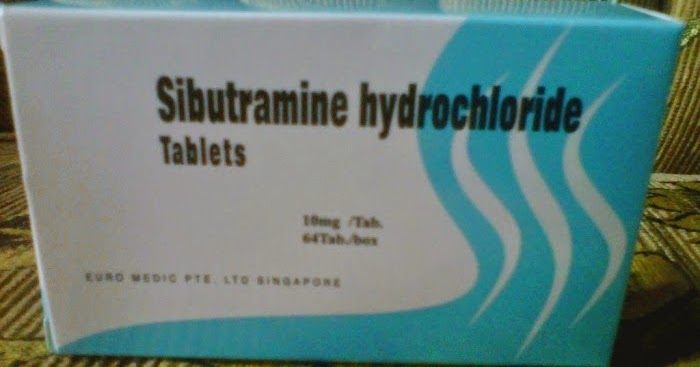 Sibutramine hydrochloride
Tablets
10mg /Tab.
64Tab./box
EURO MEDIC PTE. LTD SINGAPORE